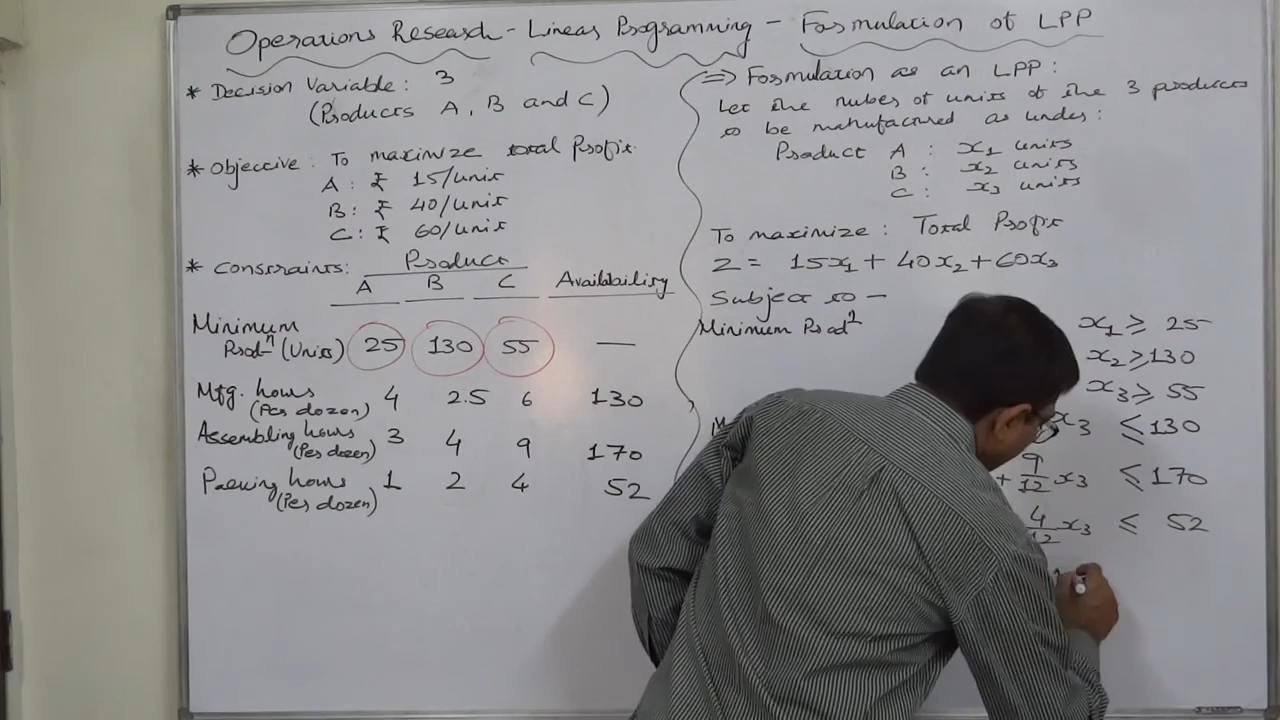 Operations Research - Linear Programming - Formulation of LPP
* Decision Variable : 3
(Products A, B and C)
* Objective : To maximize total Profit.
A : ₹ 15/unit
B : ₹ 40/unit
C : ₹ 60/unit
* Constraints: Product
A B C Availability
Minimum
Prodⁿ (Units) 25 130 55 —
Mfg. hours
(Per dozen) 4 2.5 6 130
Assembling hours
(Per dozen) 3 4 9 170
Packing hours
(Per dozen) 1 2 4 52
⇒ Formulation as an LPP :
Let the nuber of units of the 3 products
to be manufactured as under :
Product A : x₁ units
B : x₂ units
C : x₃ units
To maximize : Total Profit
Z = 15x₁ + 40x₂ + 60x₃
Subject to —
Minimum Prodⁿ x₁ ≥ 25
x₂ ≥ 130
x₃ ≥ 55
x₃ ≤ 130
+ 9/12 x₃ ≤ 170
4/12 x₃ ≤ 52